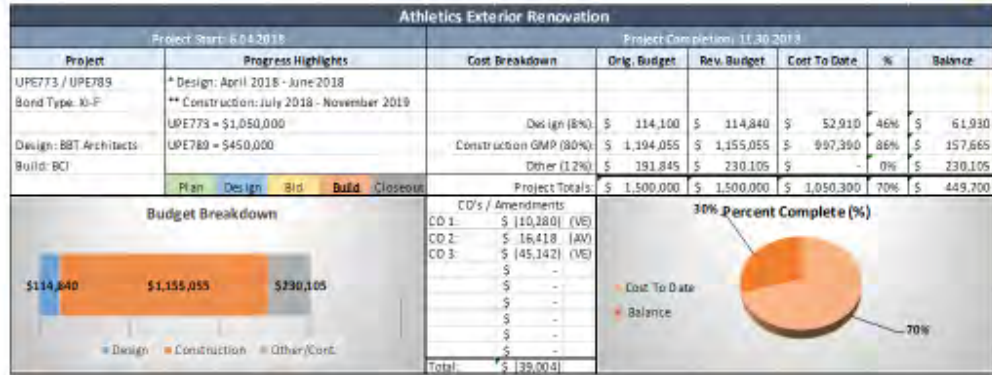 Athletics Exterior Renovation
Project Start: 6.04.2018 Project Completion: 11.30.2018
Project Progress Highlights Cost Breakdown Orig. Budget Rev. Budget Cost To Date % Balance
UPE773 / UPE789 * Design: April 2018 - June 2018
Bond Type: XI-F ** Construction: July 2018 - November 2019
UPE773 = $1,050,000 Design (8%): $ 114,100 $ 114,840 $ 52,910 46% $ 61,930
Design: BBT Architects UPE789 = $450,000 Construction GMP (80%): $ 1,194,055 $ 1,155,055 $ 997,390 86% $ 157,665
Build: BCI Other (12%): $ 191,845 $ 230,105 $ - 0% $ 230,105
Plan Design Bid Build Closeout Project Totals: $ 1,500,000 $ 1,500,000 $ 1,050,300 70% $ 449,700
Budget Breakdown
$114,840 $1,155,055 $230,105
Design Construction Other/Cont.
CO's / Amendments
CO 1: $ (10,280) (VE)
CO 2: $ 16,418 (AV)
CO 3: $ (45,142) (VE)
$ -
$ -
$ -
$ -
$ -
$ -
Total: $ (39,004)
Percent Complete (%)
30%
Cost To Date
Balance
70%